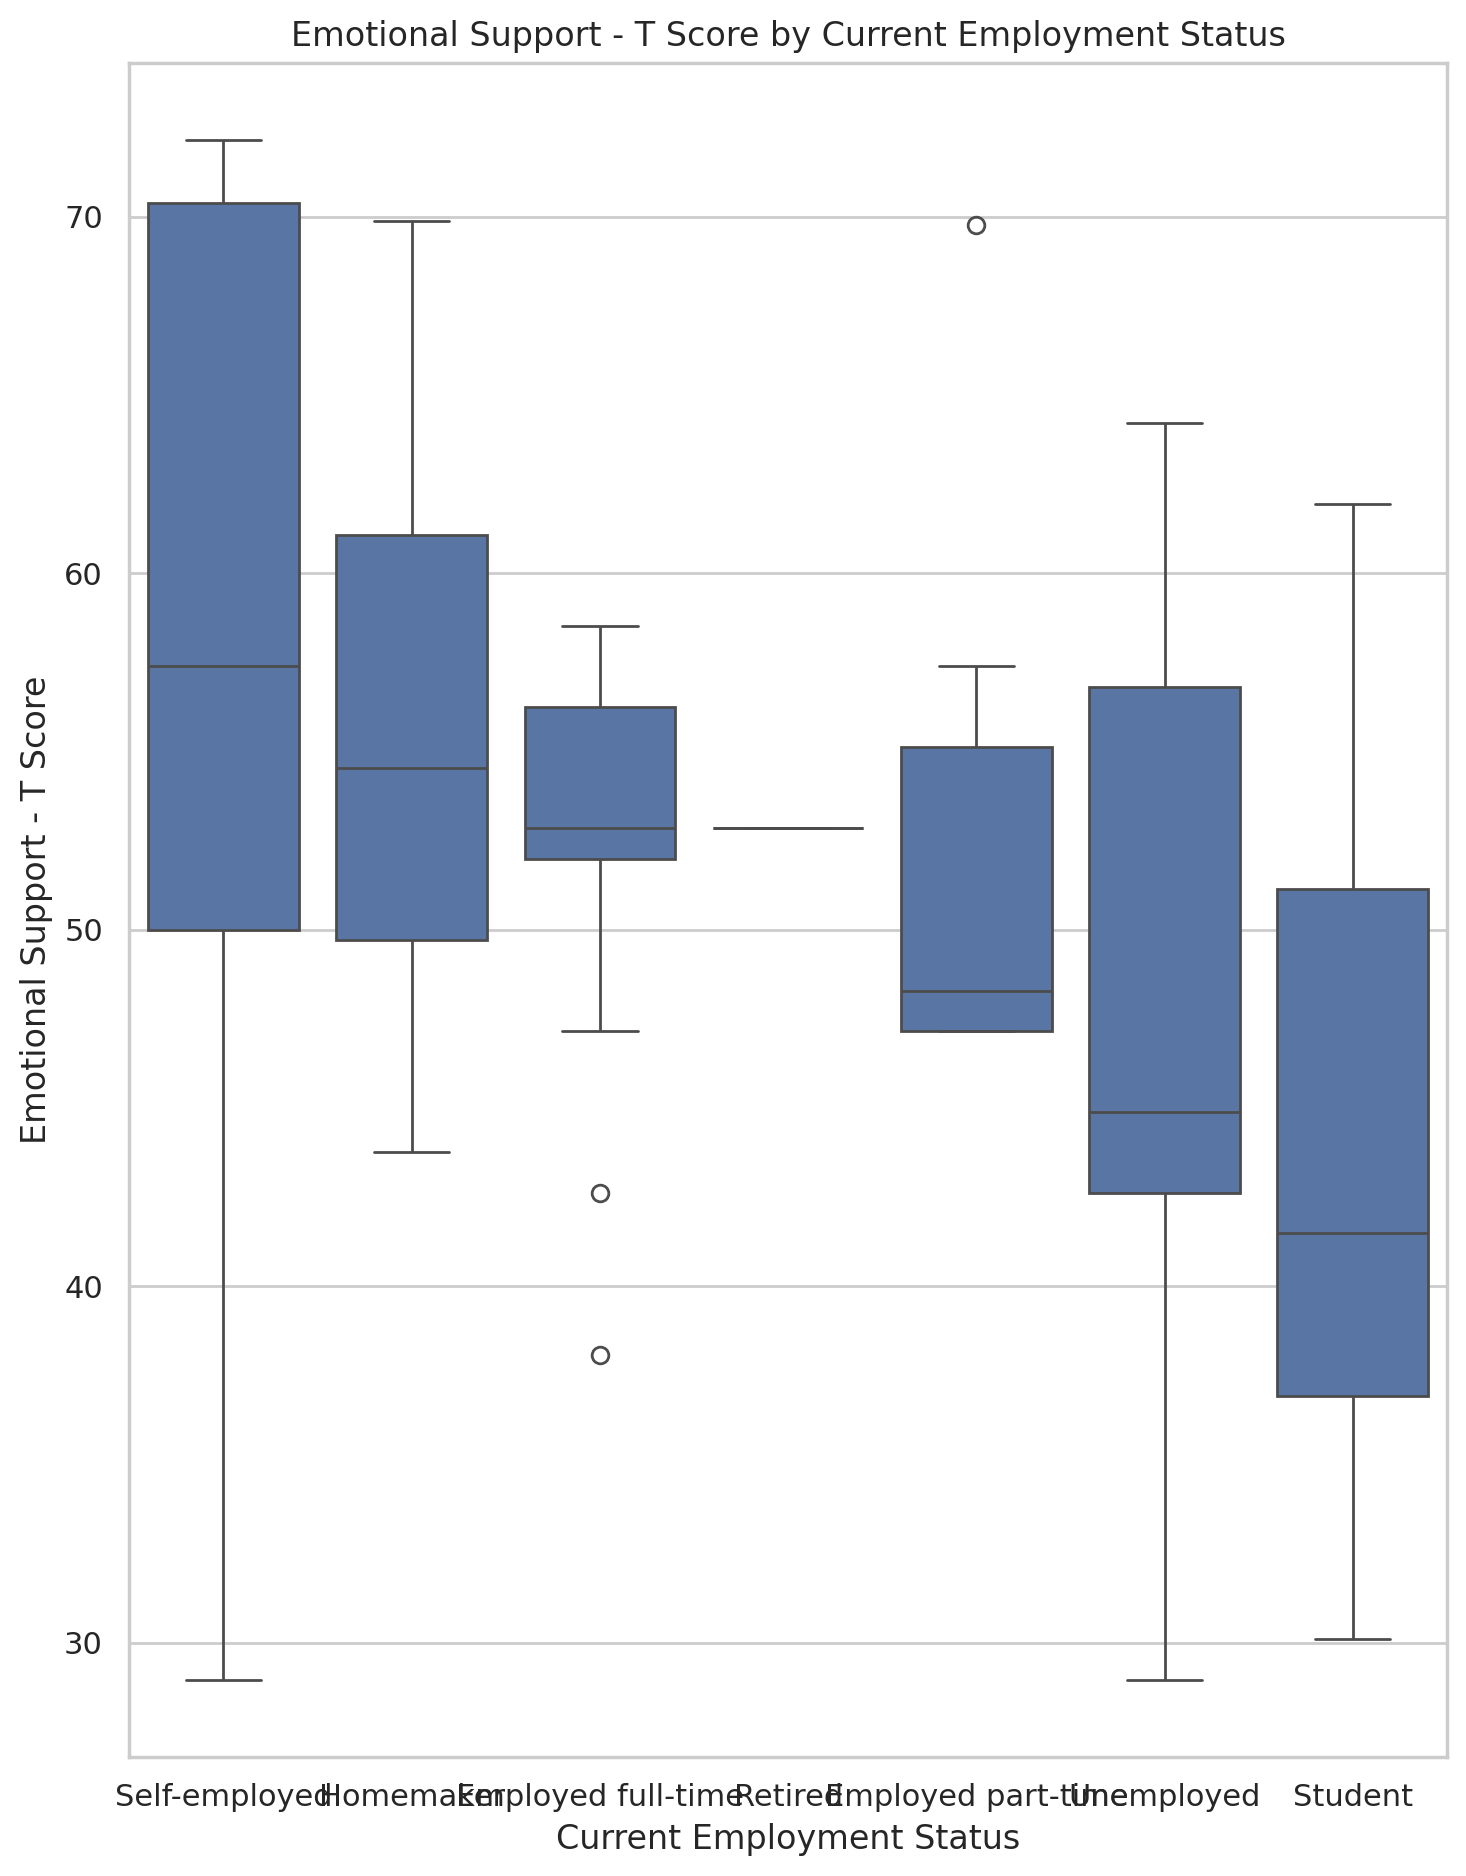 Emotional Support - T Score by Current Employment Status
Emotional Support - T Score
70
60
50
40
30
Self-employed Homemaker Employed full-time Retired Employed part-time Unemployed Student
Current Employment Status